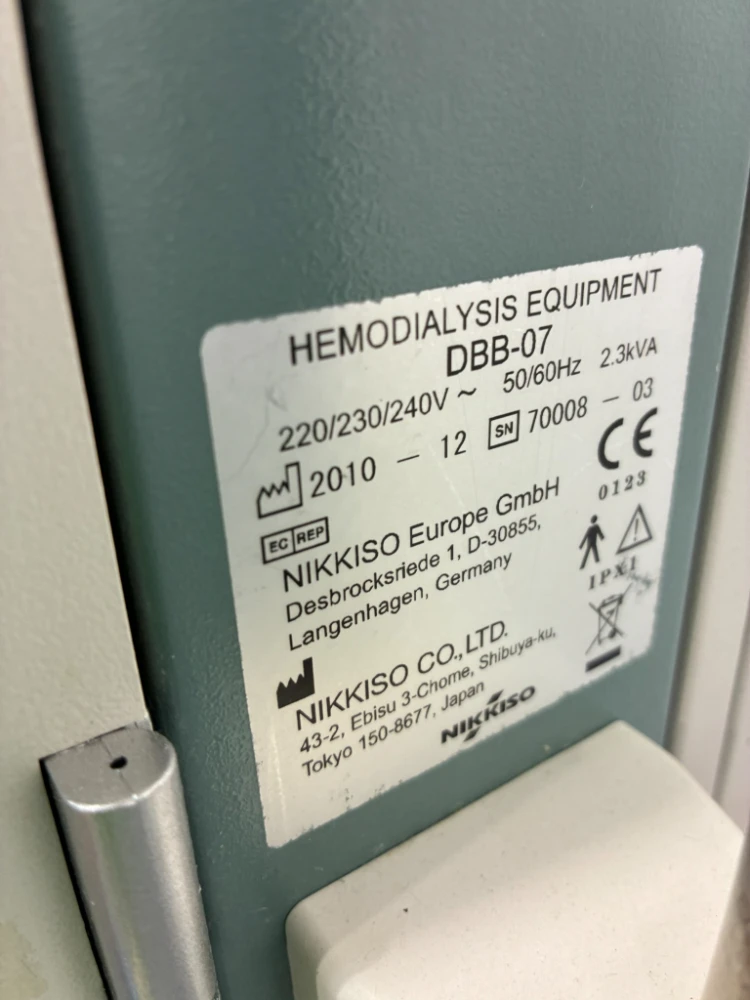 HEMODIALYSIS EQUIPMENT
DBB-07
220/230/240V ~ 50/60Hz 2.3kVA
2010 — 12 SN 70008 — 03
CE
0123
EC REP
NIKKISO Europe GmbH
Desbrocksriede 1, D-30855,
Langenhagen, Germany
IPX1
NIKKISO CO.,LTD.
43-2, Ebisu 3-Chome, Shibuya-ku,
Tokyo 150-8677, Japan
NIKKISO